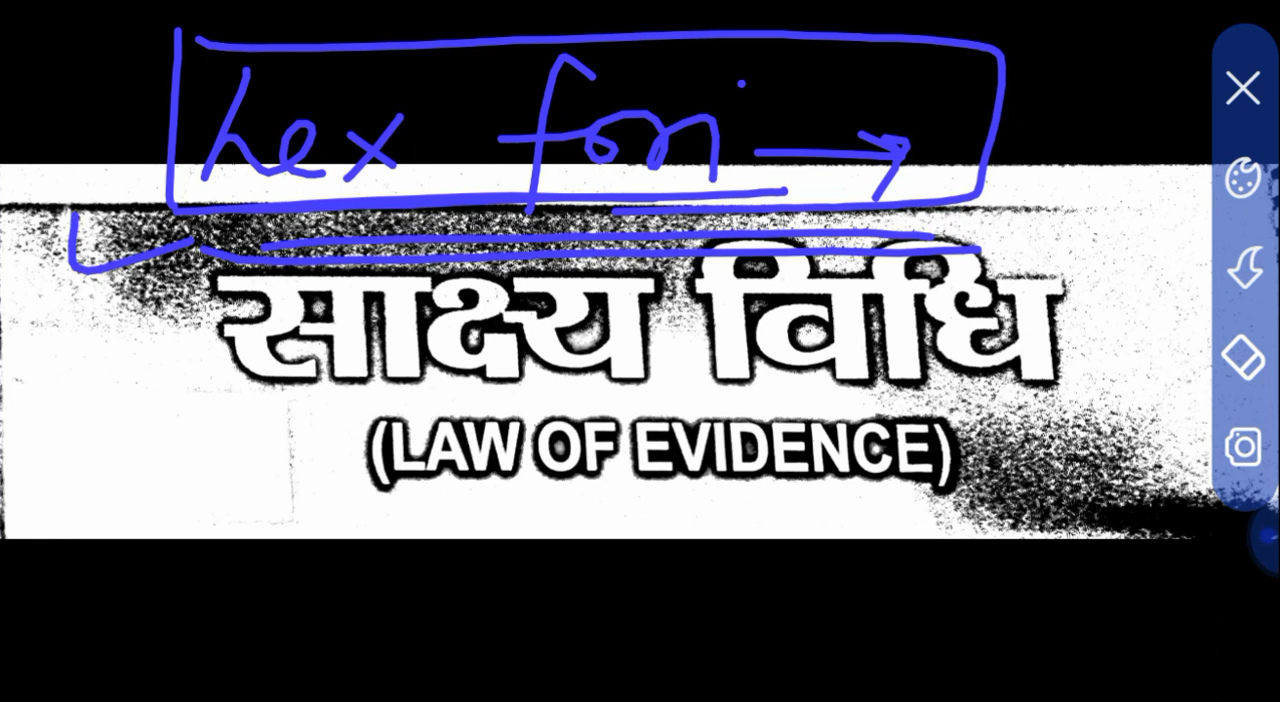 Lex fori →
साक्ष्य विधि
(LAW OF EVIDENCE)